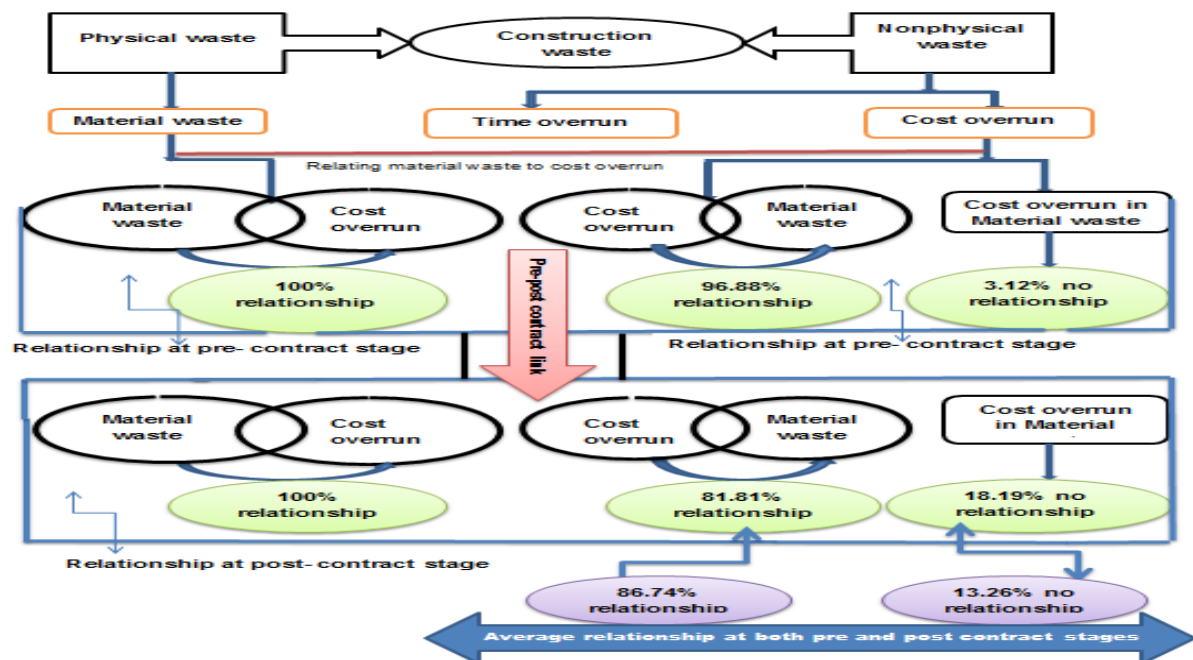 Physical waste
Construction
waste
Nonphysical
waste
Material waste
Time overrun
Cost overrun
Relating material waste to cost overrun
Material
waste
Cost
overrun
Cost
overrun
Material
waste
Cost overrun in
Material waste
Pre-post contract link
100%
relationship
96.88%
relationship
3.12% no
relationship
Relationship at pre- contract stage
Relationship at pre- contract stage
Material
waste
Cost
overrun
Cost
overrun
Material
waste
Cost overrun
in Material
100%
relationship
81.81%
relationship
18.19% no
relationship
Relationship at post- contract stage
86.74%
relationship
13.26% no
relationship
Average relationship at both pre and post contract stages